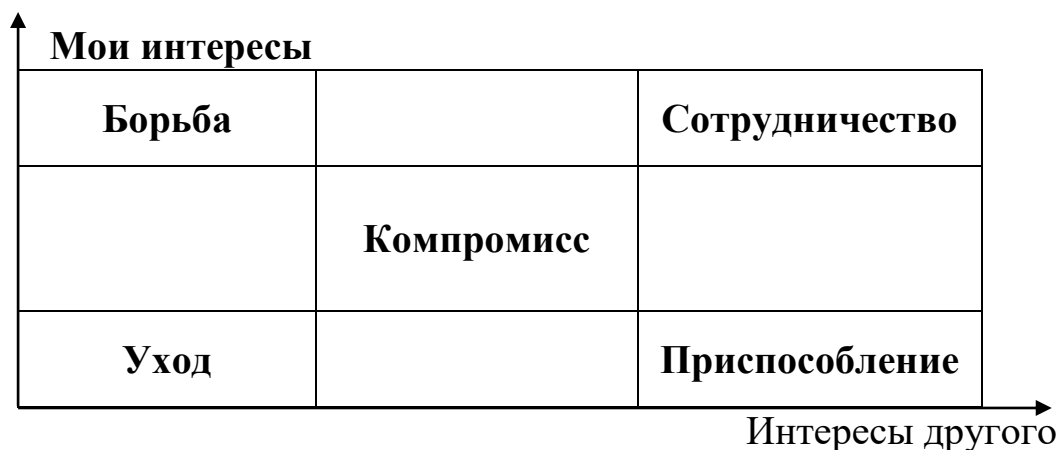 Мои интересы
Борьба
Сотрудничество
Компромисс
Уход
Приспособление
Интересы другого